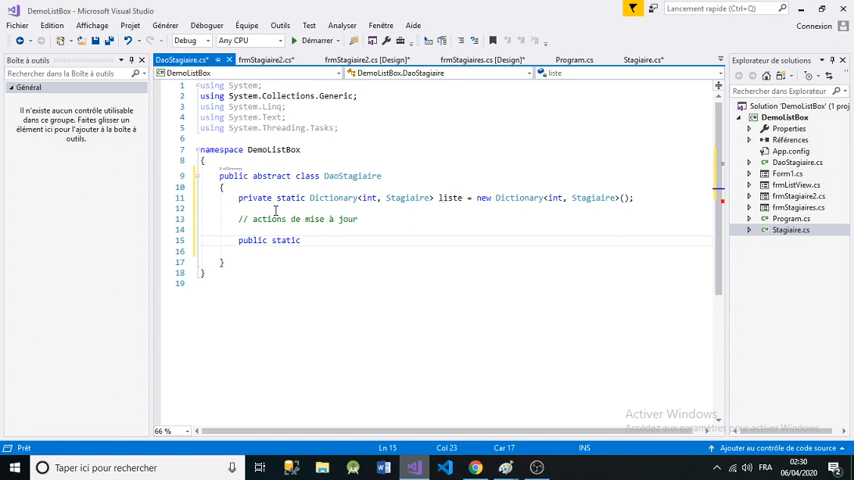 DemoListBox - Microsoft Visual Studio
Lancement rapide (Ctrl+Q)
Fichier Edition Affichage Projet Générer Déboguer Équipe Outils Test Analyser Fenêtre Aide
Connexion
Debug Any CPU Démarrer
Boîte à outils
Rechercher dans la boîte à outils
Général
Il n'existe aucun contrôle utilisable
dans ce groupe. Faites glisser un
élément ici pour l'ajouter à la boîte à
outils.
DaoStagiaire.cs* frmStagiaire2.cs* frmStagiaire2.cs [Design]* frmStagiaires.cs [Design]* Program.cs Stagiaire.cs*
DemoListBox DemoListBox.DaoStagiaire liste
1 using System;
2 using System.Collections.Generic;
3 using System.Linq;
4 using System.Text;
5 using System.Threading.Tasks;
6
7 namespace DemoListBox
8 {
9 public abstract class DaoStagiaire
10 {
11 private static Dictionary<int, Stagiaire> liste = new Dictionary<int, Stagiaire>();
12
13 // actions de mise à jour
14
15 public static
16
17 }
18 }
19
66 %
Explorateur de solutions
Rechercher dans Explorateur de
Solution 'DemoListBox' (1 proj
DemoListBox
Properties
Références
App.config
DaoStagiaire.cs
Form1.cs
frmListView.cs
frmStagiaire2.cs
frmStagiaires.cs
Program.cs
Stagiaire.cs
Activer Windows
Accédez aux paramètres pour activer Windows.
Prêt Ln 15 Col 23 Car 17 INS Ajouter au contrôle de code source
Taper ici pour rechercher
FRA
02:30
06/04/2020
2